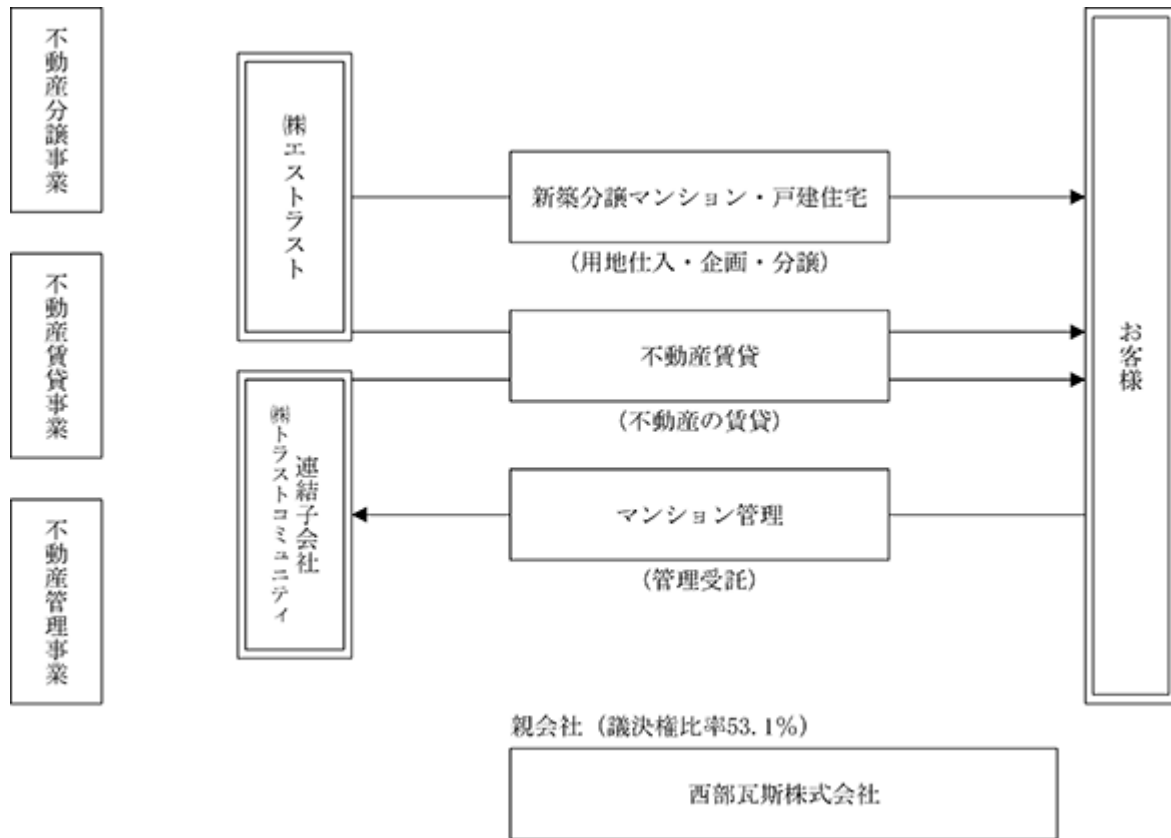 不動産分譲事業
不動産賃貸事業
不動産管理事業
㈱エストラスト
連結子会社
㈱トラストコミュニティ
新築分譲マンション・戸建住宅
(用地仕入・企画・分譲)
不動産賃貸
(不動産の賃貸)
マンション管理
(管理受託)
お客様
親会社(議決権比率53.1%)
西部瓦斯株式会社